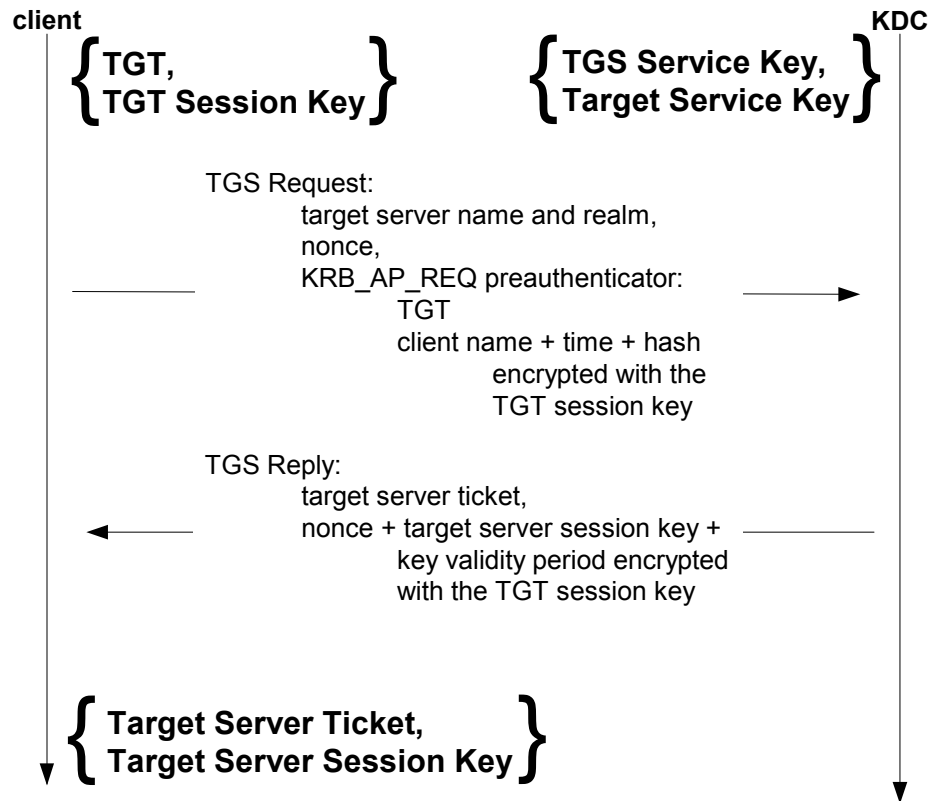 client
KDC
{TGT,
TGT Session Key}
{TGS Service Key,
Target Service Key}
TGS Request:
target server name and realm,
nonce,
KRB_AP_REQ preauthenticator:
TGT
client name + time + hash
encrypted with the
TGT session key
TGS Reply:
target server ticket,
nonce + target server session key +
key validity period encrypted
with the TGT session key
{Target Server Ticket,
Target Server Session Key}